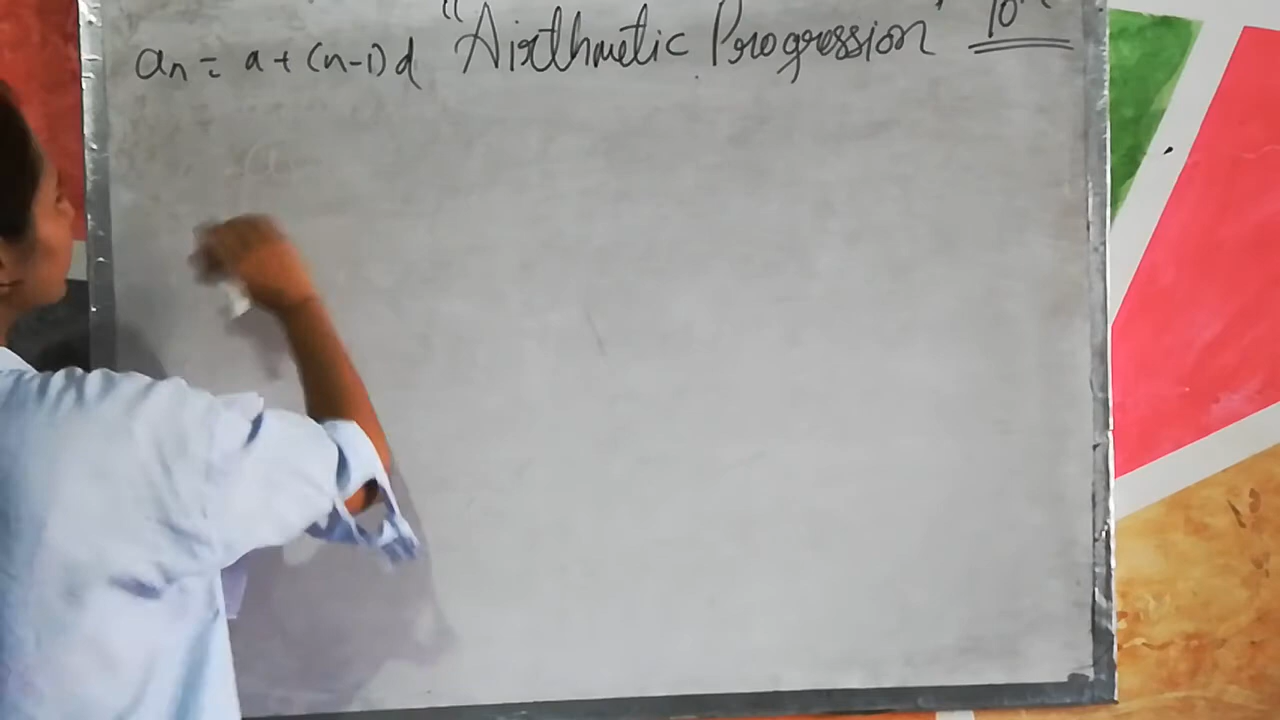 "Airthmetic Progression" 10th
an = a + (n-1)d